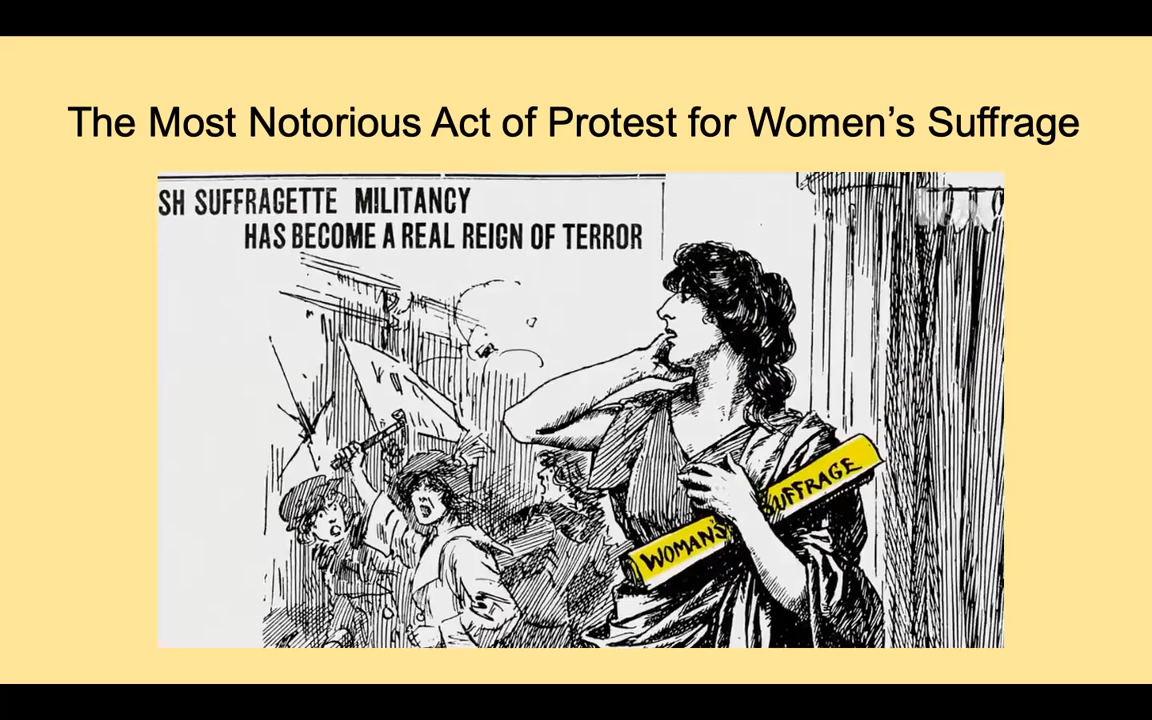 The Most Notorious Act of Protest for Women’s Suffrage
SH SUFFRAGETTE MILITANCY
HAS BECOME A REAL REIGN OF TERROR
WOMAN'S SUFFRAGE